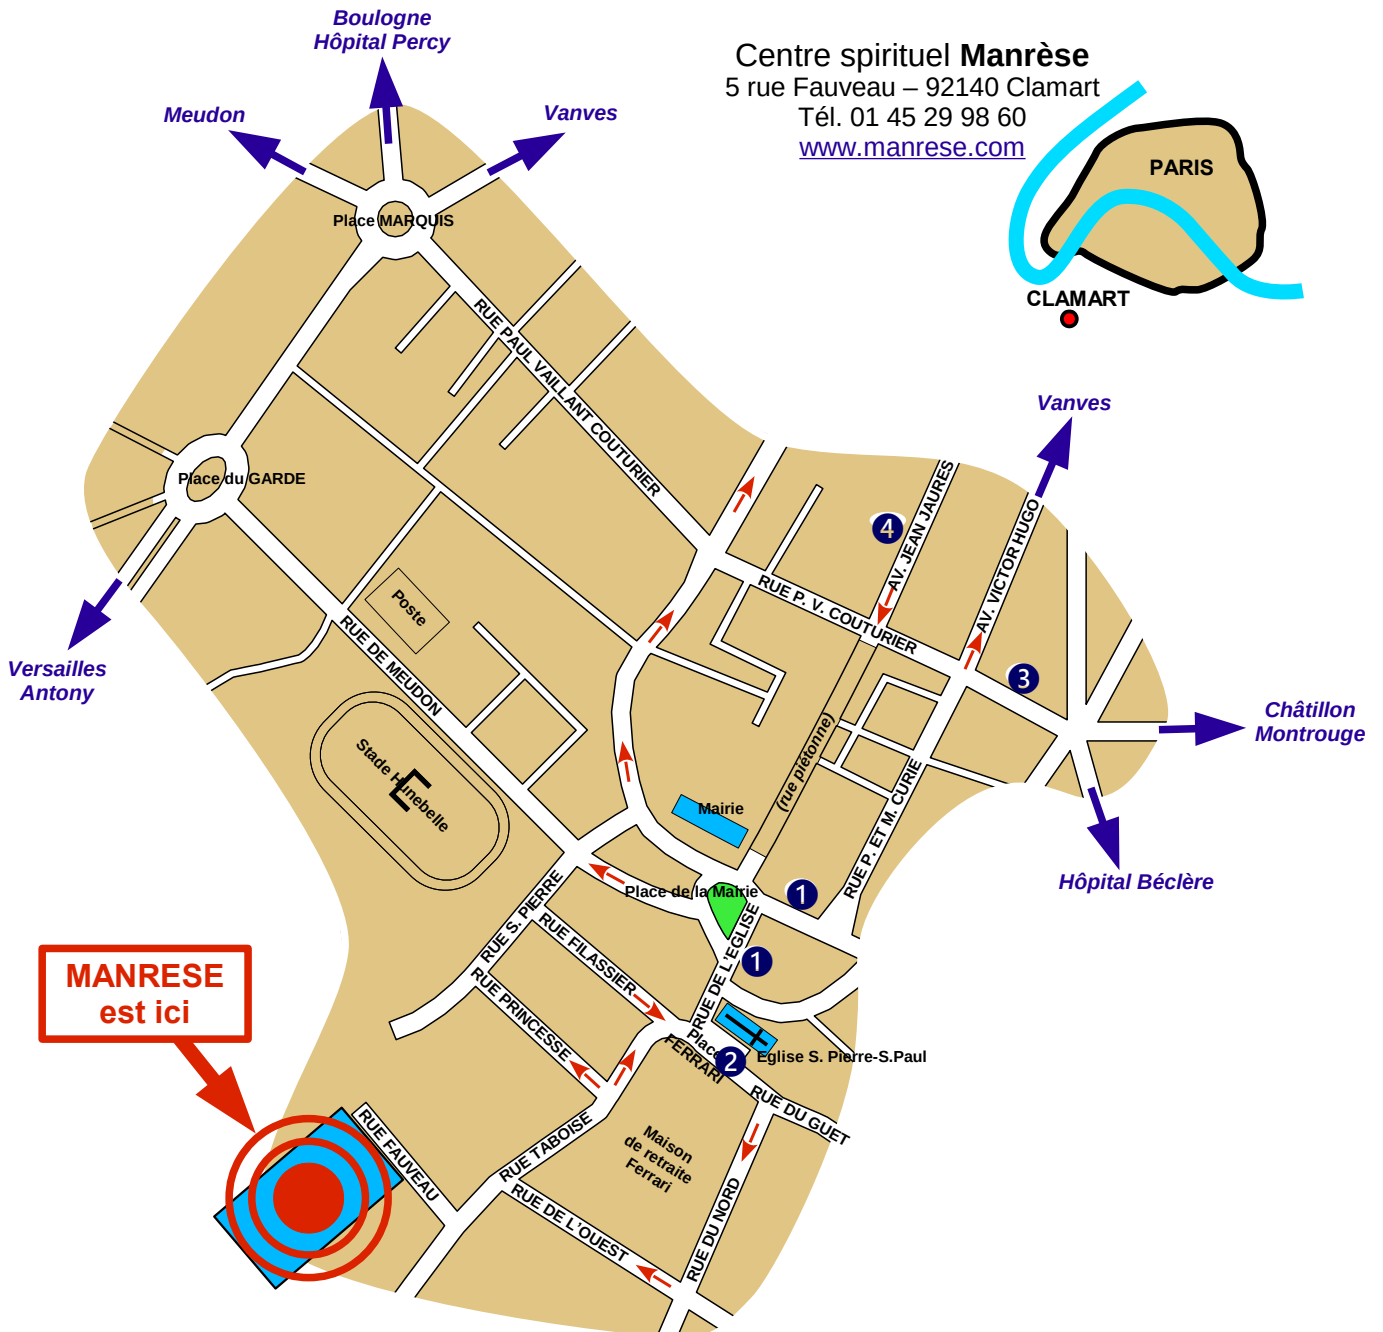 Boulogne
Hôpital Percy
Meudon
Vanves
Centre spirituel Manrèse
5 rue Fauveau – 92140 Clamart
Tél. 01 45 29 98 60
www.manrese.com
PARIS
CLAMART
Place MARQUIS
RUE PAUL VAILLANT COUTURIER
Vanves
Place du GARDE
4
AV. JEAN JAURES
AV. VICTOR HUGO
RUE P. V. COUTURIER
Poste
RUE DE MEUDON
Versailles
Antony
3
Châtillon
Montrouge
Stade Hunebelle
(rue piétonne)
Mairie
RUE P. ET M. CURIE
Hôpital Béclère
Place de la Mairie
1
RUE S. PIERRE
RUE FILASSIER
RUE DE L'EGLISE
1
MANRESE
est ici
RUE PRINCESSE
Place
FERRARI
2
Eglise S. Pierre-S.Paul
RUE DU GUET
RUE FAUVEAU
RUE TABOISE
Maison
de retraite
Ferrari
RUE DE L'OUEST
RUE DU NORD